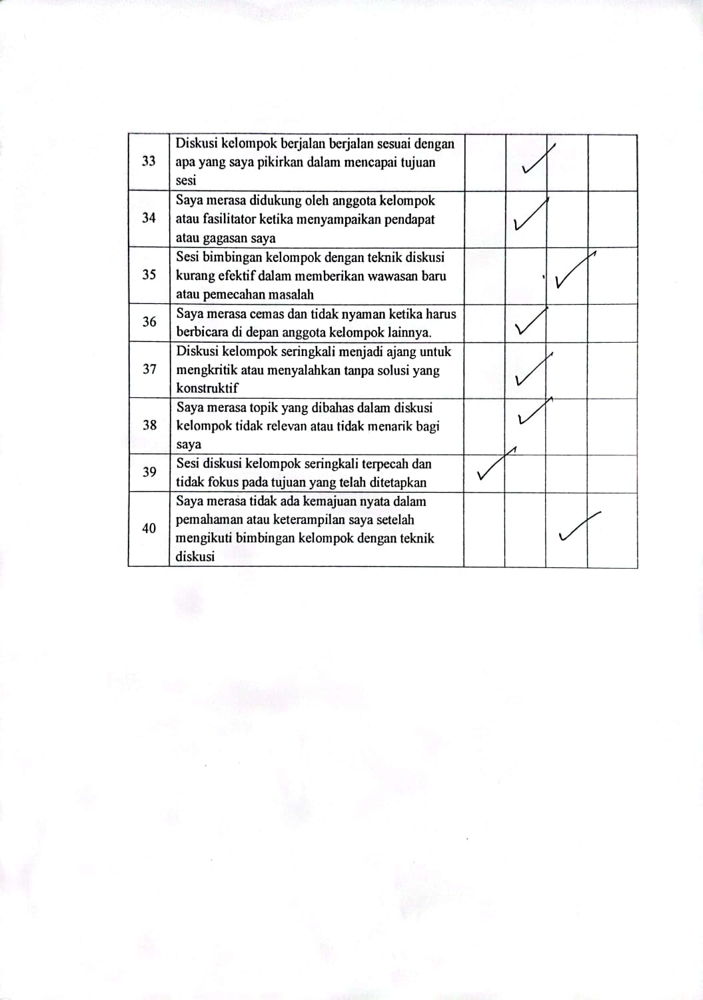 33
Diskusi kelompok berjalan berjalan sesuai dengan
apa yang saya pikirkan dalam mencapai tujuan
sesi
34
Saya merasa didukung oleh anggota kelompok
atau fasilitator ketika menyampaikan pendapat
atau gagasan saya
35
Sesi bimbingan kelompok dengan teknik diskusi
kurang efektif dalam memberikan wawasan baru
atau pemecahan masalah
36
Saya merasa cemas dan tidak nyaman ketika harus
berbicara di depan anggota kelompok lainnya.
37
Diskusi kelompok seringkali menjadi ajang untuk
mengkritik atau menyalahkan tanpa solusi yang
konstruktif
38
Saya merasa topik yang dibahas dalam diskusi
kelompok tidak relevan atau tidak menarik bagi
saya
39
Sesi diskusi kelompok seringkali terpecah dan
tidak fokus pada tujuan yang telah ditetapkan
40
Saya merasa tidak ada kemajuan nyata dalam
pemahaman atau keterampilan saya setelah
mengikuti bimbingan kelompok dengan teknik
diskusi